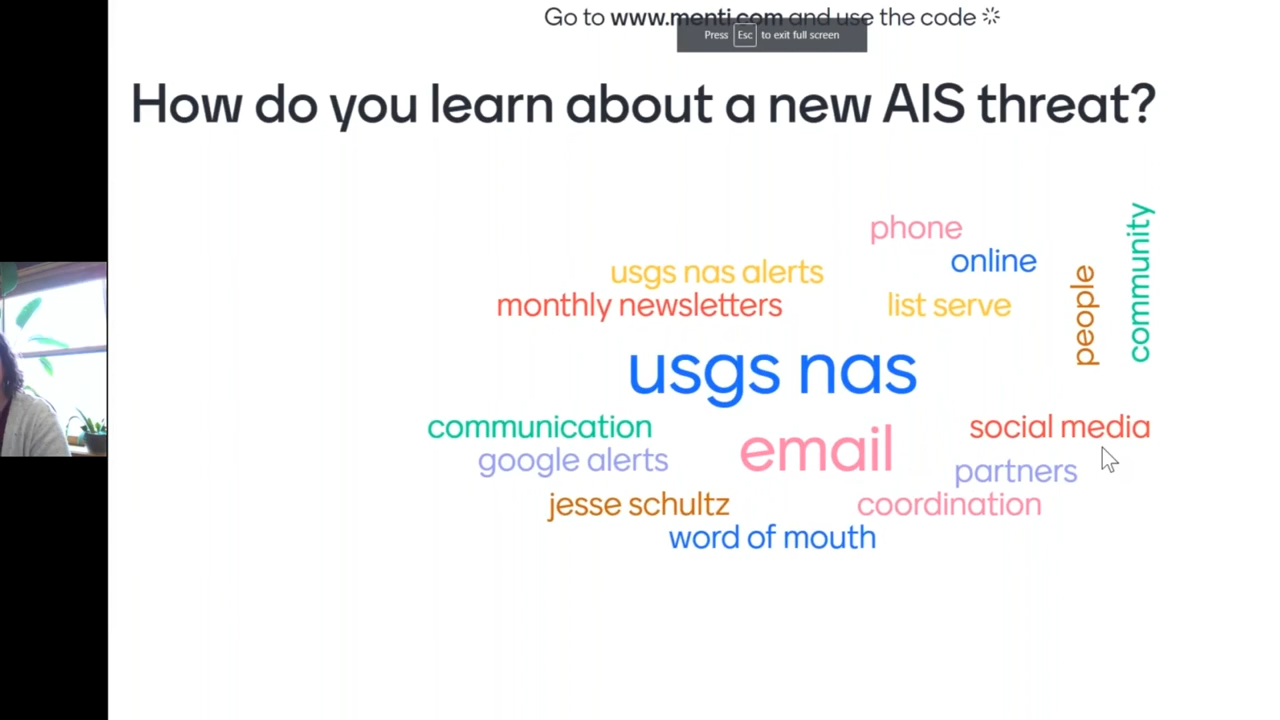 Go to www.menti.com and use the code
Press Esc to exit full screen
How do you learn about a new AIS threat?
community
phone
online
people
usgs nas alerts
monthly newsletters
list serve
usgs nas
communication
email
social media
google alerts
partners
jesse schultz
coordination
word of mouth